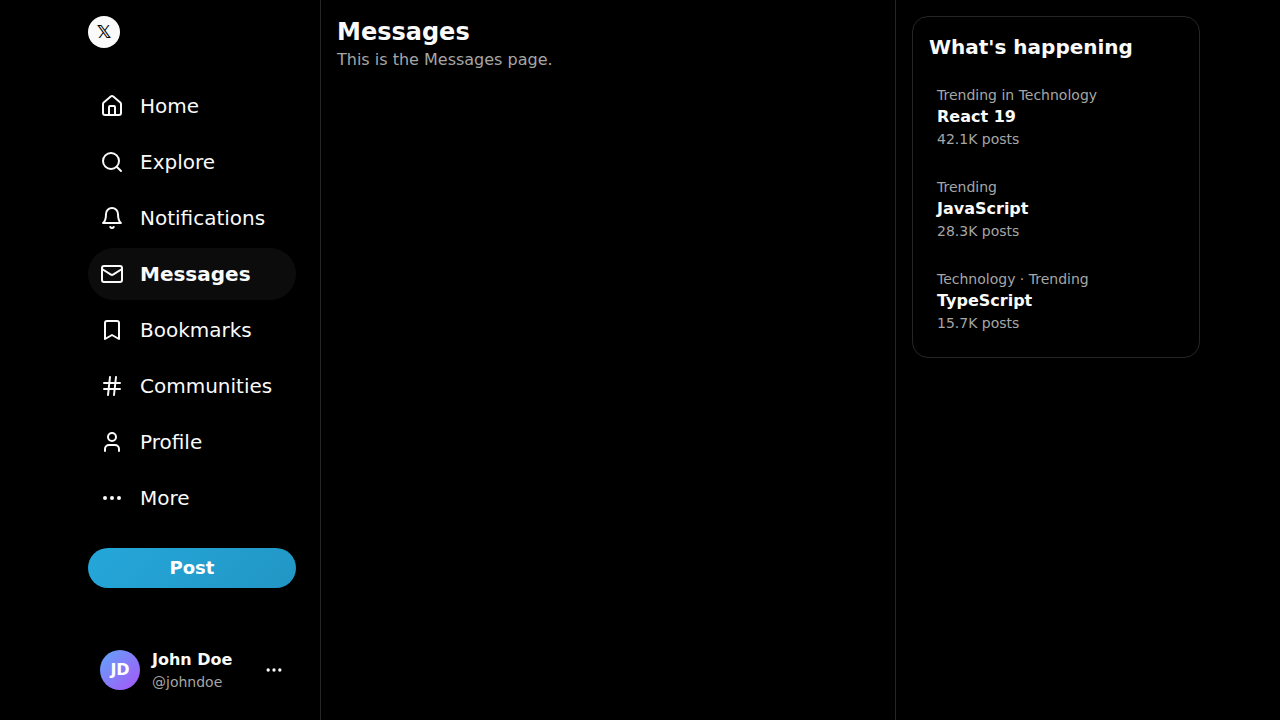 𝕏
Home
Explore
Notifications
Messages
Bookmarks
Communities
Profile
More
Post
JD
John Doe
@johndoe
Messages
This is the Messages page.
What's happening
Trending in Technology
React 19
42.1K posts
Trending
JavaScript
28.3K posts
Technology · Trending
TypeScript
15.7K posts